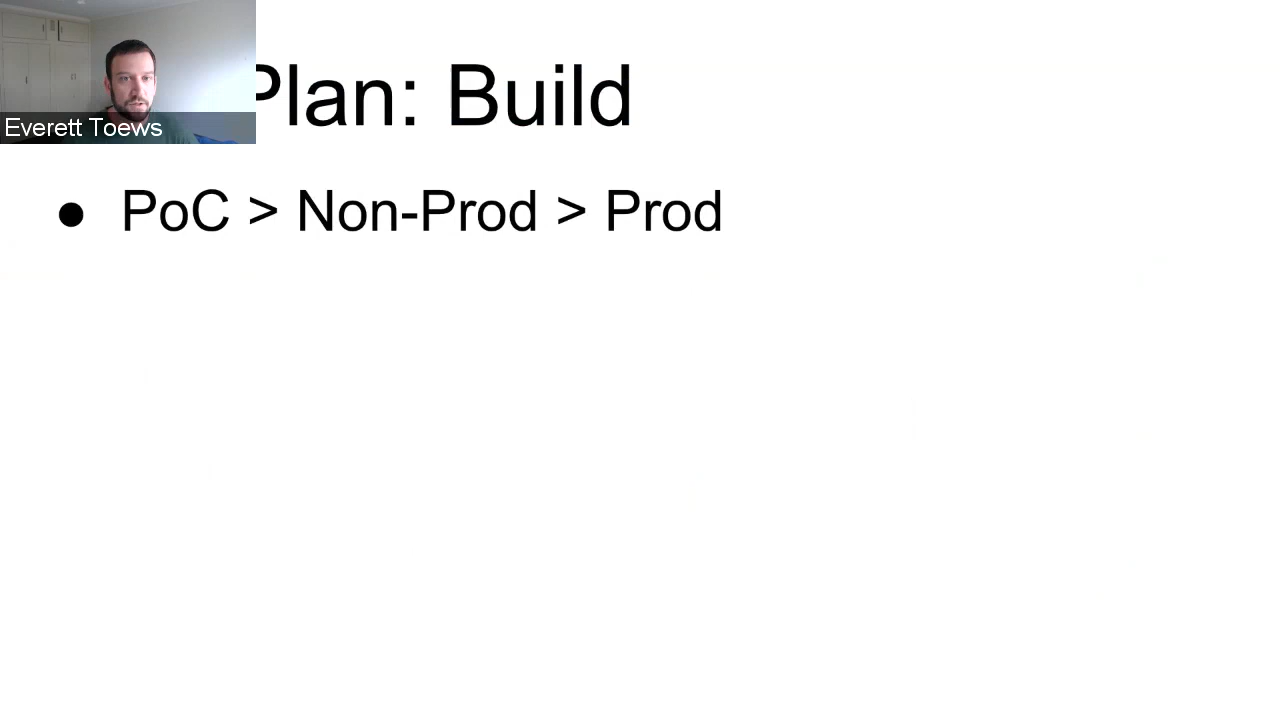 Plan: Build
Everett Toews
● PoC > Non-Prod > Prod